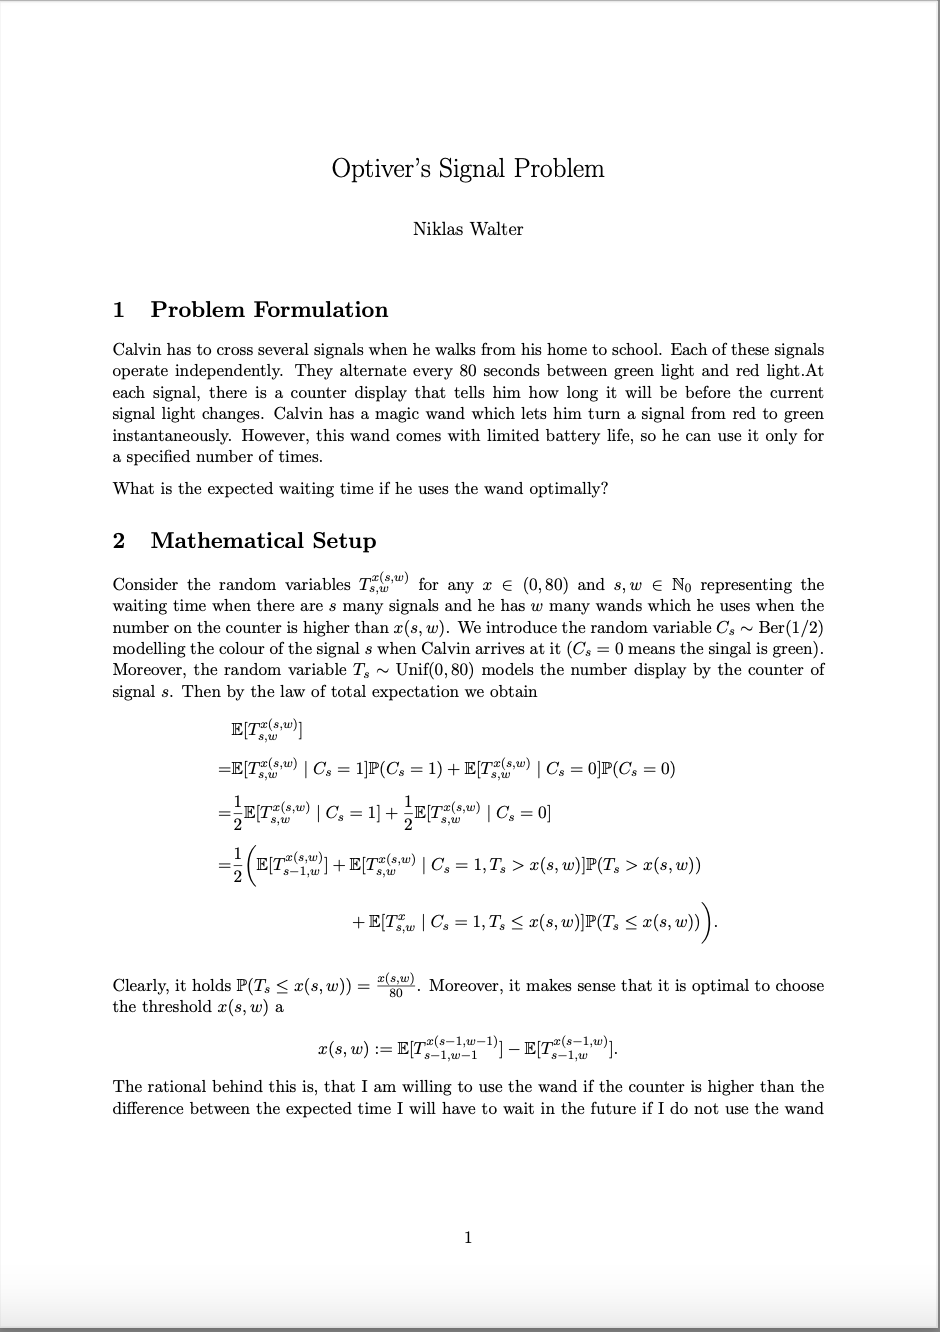 Optiver's Signal Problem
Niklas Walter
1 Problem Formulation
Calvin has to cross several signals when he walks from his home to school. Each of these signals
operate independently. They alternate every 80 seconds between green light and red light.At
each signal, there is a counter display that tells him how long it will be before the current
signal light changes. Calvin has a magic wand which lets him turn a signal from red to green
instantaneously. However, this wand comes with limited battery life, so he can use it only for
a specified number of times.
What is the expected waiting time if he uses the wand optimally?
2 Mathematical Setup
Consider the random variables $T_{s,w}^{x(s,w)}$ for any $x \in (0, 80)$ and $s, w \in \mathbb{N}_0$ representing the
waiting time when there are $s$ many signals and he has $w$ many wands which he uses when the
number on the counter is higher than $x(s, w)$. We introduce the random variable $C_s \sim \text{Ber}(1/2)$
modelling the colour of the signal $s$ when Calvin arrives at it ($C_s = 0$ means the singal is green).
Moreover, the random variable $T_s \sim \text{Unif}(0, 80)$ models the number display by the counter of
signal $s$. Then by the law of total expectation we obtain
$\mathbb{E}[T_{s,w}^{x(s,w)}]$
$=\mathbb{E}[T_{s,w}^{x(s,w)} \mid C_s = 1]\mathbb{P}(C_s = 1) + \mathbb{E}[T_{s,w}^{x(s,w)} \mid C_s = 0]\mathbb{P}(C_s = 0)$
$=\frac{1}{2}\mathbb{E}[T_{s,w}^{x(s,w)} \mid C_s = 1] + \frac{1}{2}\mathbb{E}[T_{s,w}^{x(s,w)} \mid C_s = 0]$
$=\frac{1}{2}\Big(\mathbb{E}[T_{s-1,w}^{x(s,w)}] + \mathbb{E}[T_{s,w}^{x(s,w)} \mid C_s = 1, T_s > x(s, w)]\mathbb{P}(T_s > x(s, w))$
$+ \mathbb{E}[T_{s,w}^{x} \mid C_s = 1, T_s \leq x(s, w)]\mathbb{P}(T_s \leq x(s, w))\Big).$
Clearly, it holds $\mathbb{P}(T_s \leq x(s, w)) = \frac{x(s,w)}{80}$. Moreover, it makes sense that it is optimal to choose
the threshold $x(s, w)$ a
$x(s, w) := \mathbb{E}[T_{s-1,w-1}^{x(s-1,w-1)}] - \mathbb{E}[T_{s-1,w}^{x(s-1,w)}].$
The rational behind this is, that I am willing to use the wand if the counter is higher than the
difference between the expected time I will have to wait in the future if I do not use the wand
1